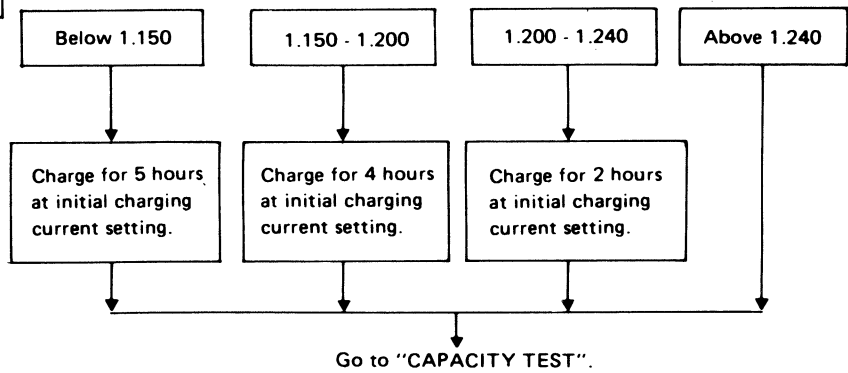 Below 1.150
1.150 - 1.200
1.200 - 1.240
Above 1.240
Charge for 5 hours
at initial charging
current setting.
Charge for 4 hours
at initial charging
current setting.
Charge for 2 hours
at initial charging
current setting.
Go to "CAPACITY TEST".